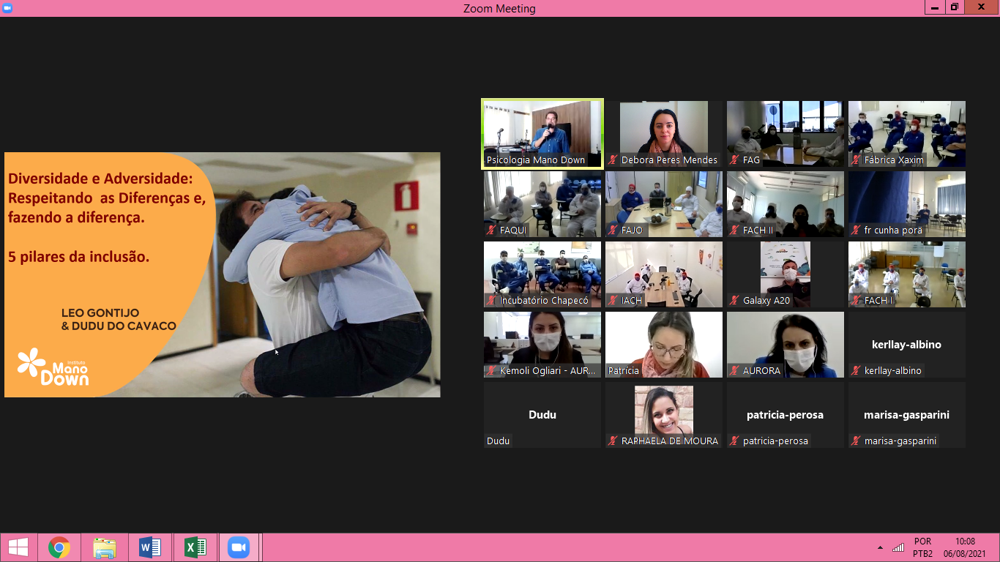 Zoom Meeting
Diversidade e Adversidade:
Respeitando as Diferenças e,
fazendo a diferença.
5 pilares da inclusão.
LEO GONTIJO
& DUDU DO CAVACO
Instituto
Mano
Down
Psicologia Mano Down
Debora Peres Mendes
FAG
Fábrica Xaxim
FAQUI
FAJO
FACH II
fr cunha porã
Incubatório Chapecó
IACH
Galaxy A20
FACH I
Kemoli Ogliari - AUR...
Patrícia
AURORA
kerllay-albino
kerllay-albino
Dudu
Dudu
RAPHAELA DE MOURA
patricia-perosa
patricia-perosa
marisa-gasparini
marisa-gasparini
POR
PTB2
10:08
06/08/2021